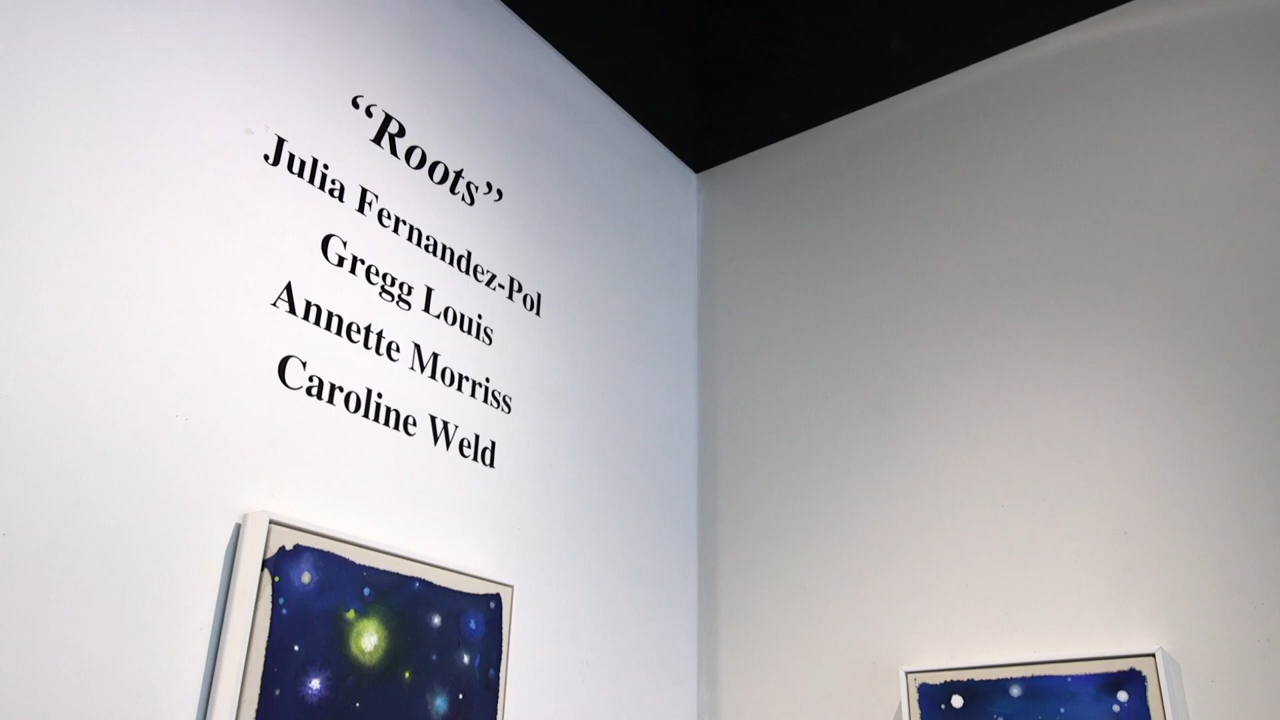 “Roots”
Julia Fernandez-Pol
Gregg Louis
Annette Morriss
Caroline Weld